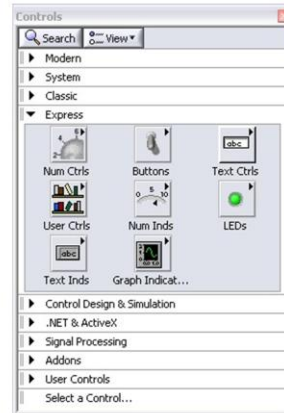 Controls
Search View
Modern
System
Classic
Express
Num Ctrls Buttons Text Ctrls
User Ctrls Num Inds LEDs
Text Inds Graph Indicat...
Control Design & Simulation
.NET & ActiveX
Signal Processing
Addons
User Controls
Select a Control...